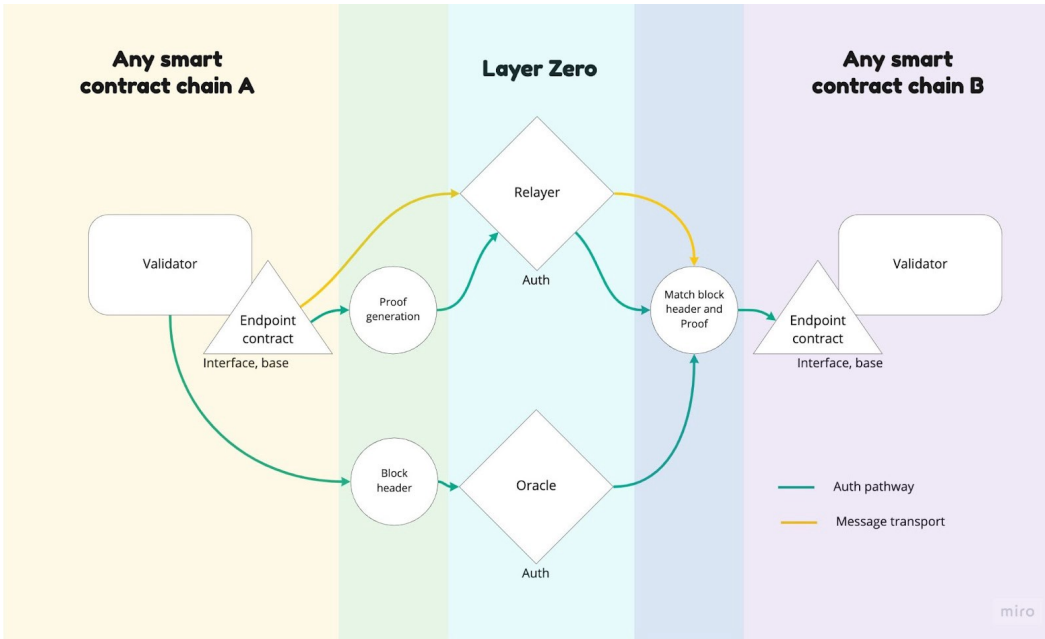 Any smart
contract chain A
Layer Zero
Any smart
contract chain B
Relayer
Auth
Validator
Endpoint
contract
Interface, base
Proof
generation
Match block
header and
Proof
Validator
Endpoint
contract
Interface, base
Block
header
Oracle
Auth
Auth pathway
Message transport
miro